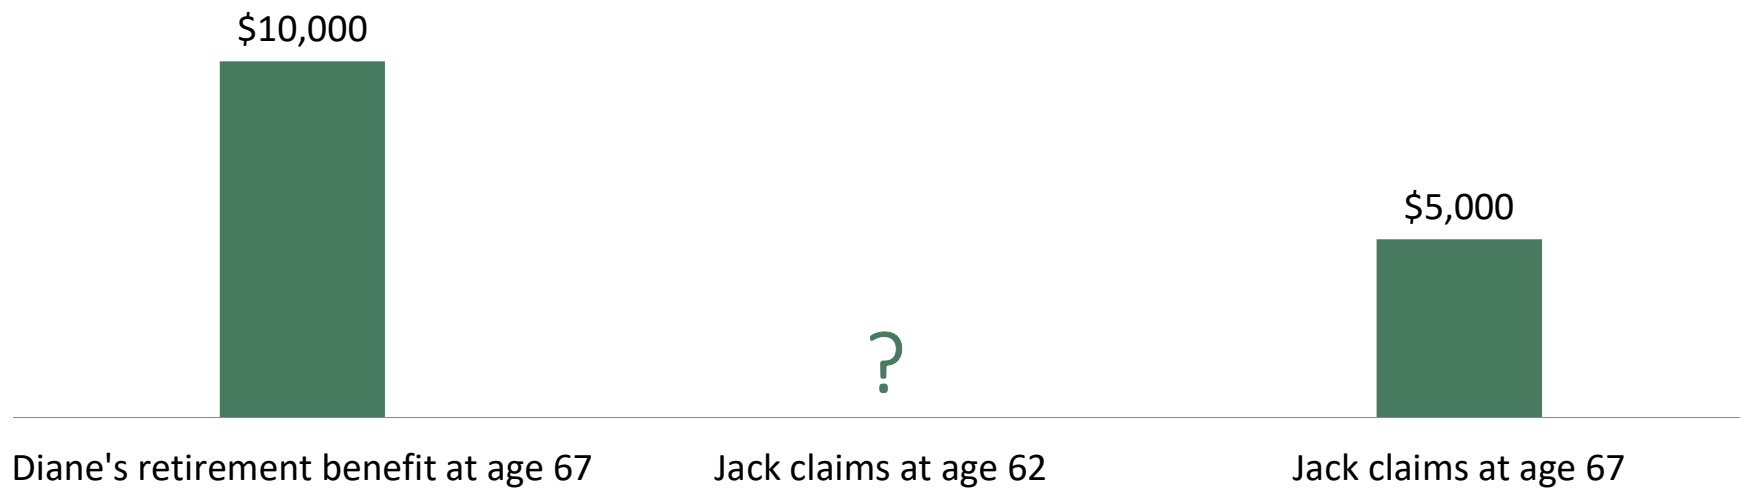 $10,000
$5,000
?
Diane's retirement benefit at age 67
Jack claims at age 62
Jack claims at age 67